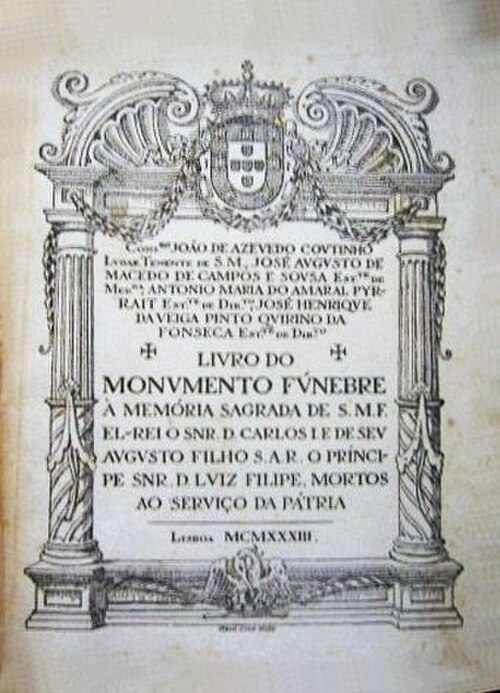 COM.TE JOÃO DE AZEVEDO COVTINHO
LVGAR TENENTE DE S.M., JOSÉ AVGVSTO DE
MACEDO DE CAMPOS E SOVSA EST.TE DE
MED.NA, ANTONIO MARIA DO AMARAL PYR-
RAIT EST.TE DE DIR.TO, JOSÉ HENRIQVE
DA VEIGA PINTO QVIRINO DA
FONSECA EST.TE DE DIR.TO
LIVRO DO
MONVMENTO FÚNEBRE
À MEMÓRIA SAGRADA DE S.M.F.
EL-REI O SNR. D. CARLOS I.E DE SEV
AVGVSTO FILHO S.A.R. O PRÍNCI-
PE SNR. D. LVIZ FILIPE, MORTOS
AO SERVIÇO DA PÁTRIA
LISBOA MCMXXXIII.